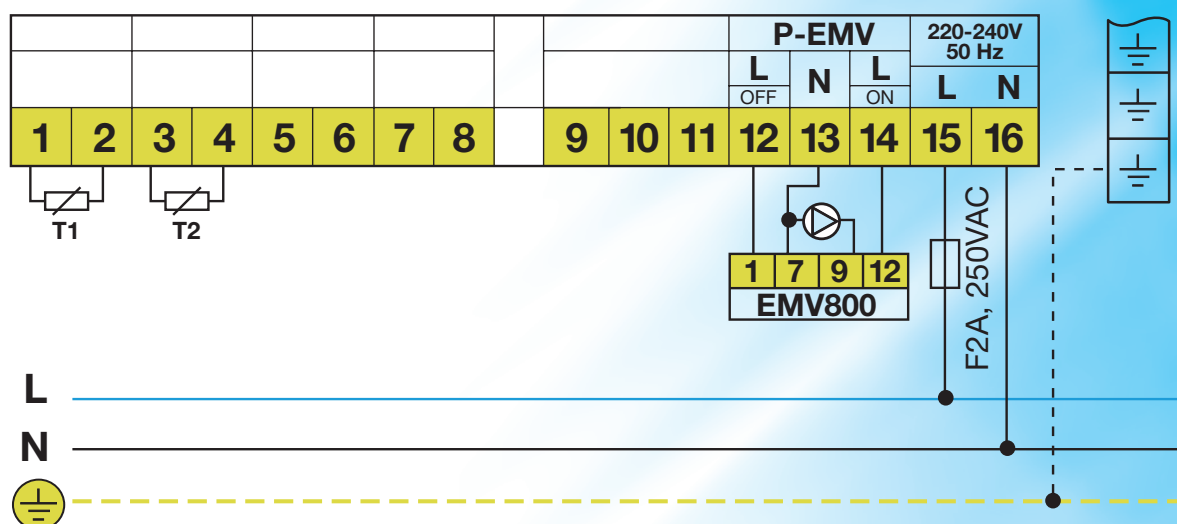 P-EMV
220-240V
50 Hz
L N L L N
OFF ON
1 2 3 4 5 6 7 8 9 10 11 12 13 14 15 16
T1 T2
F2A, 250VAC
1 7 9 12
EMV800
L
N